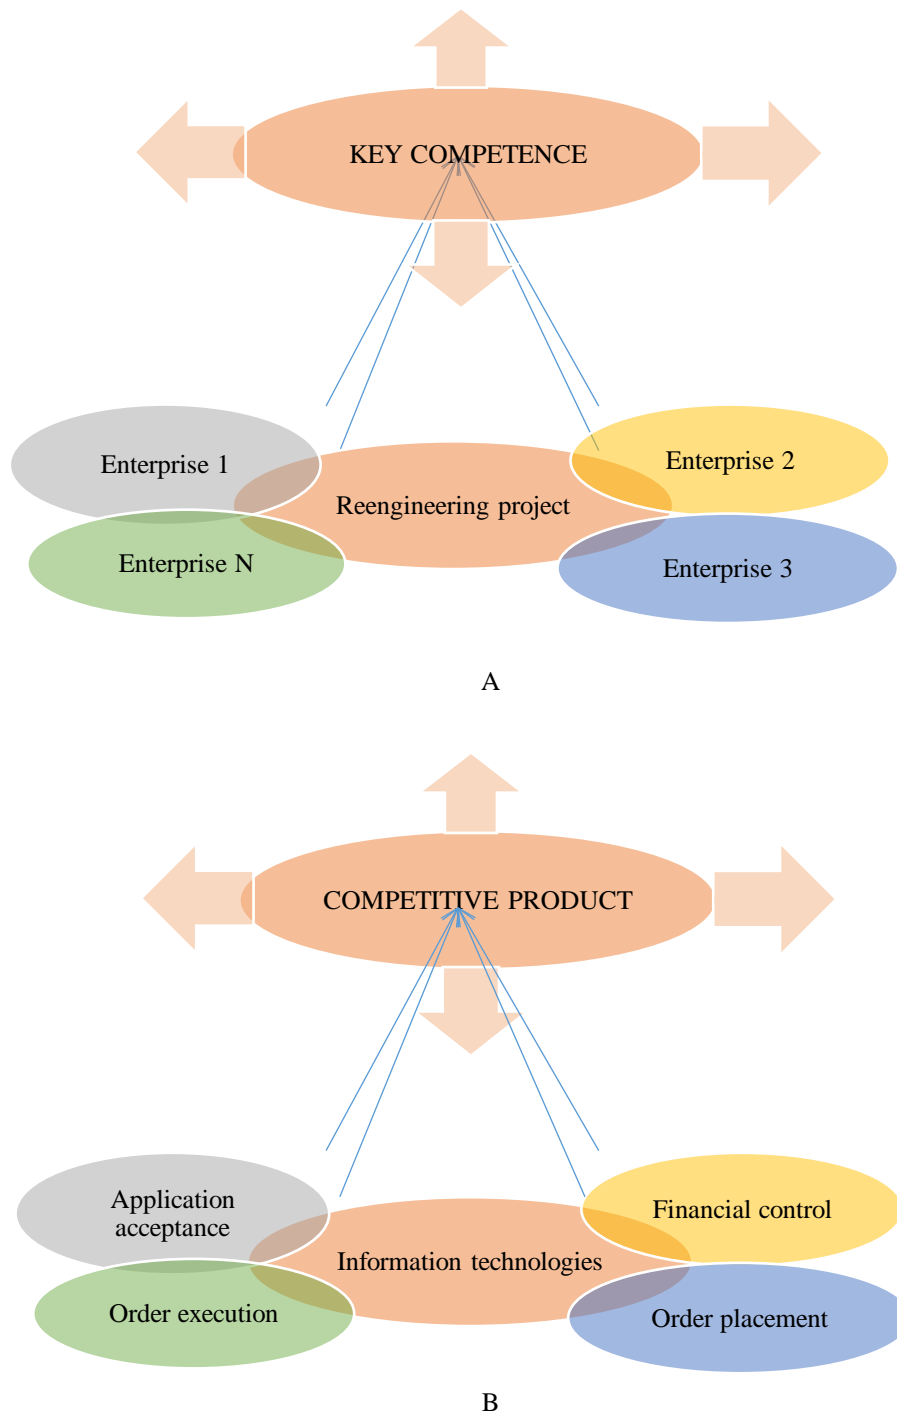 KEY COMPETENCE
Enterprise 1
Enterprise 2
Reengineering project
Enterprise N
Enterprise 3
A
COMPETITIVE PRODUCT
Application
acceptance
Financial control
Information technologies
Order execution
Order placement
B